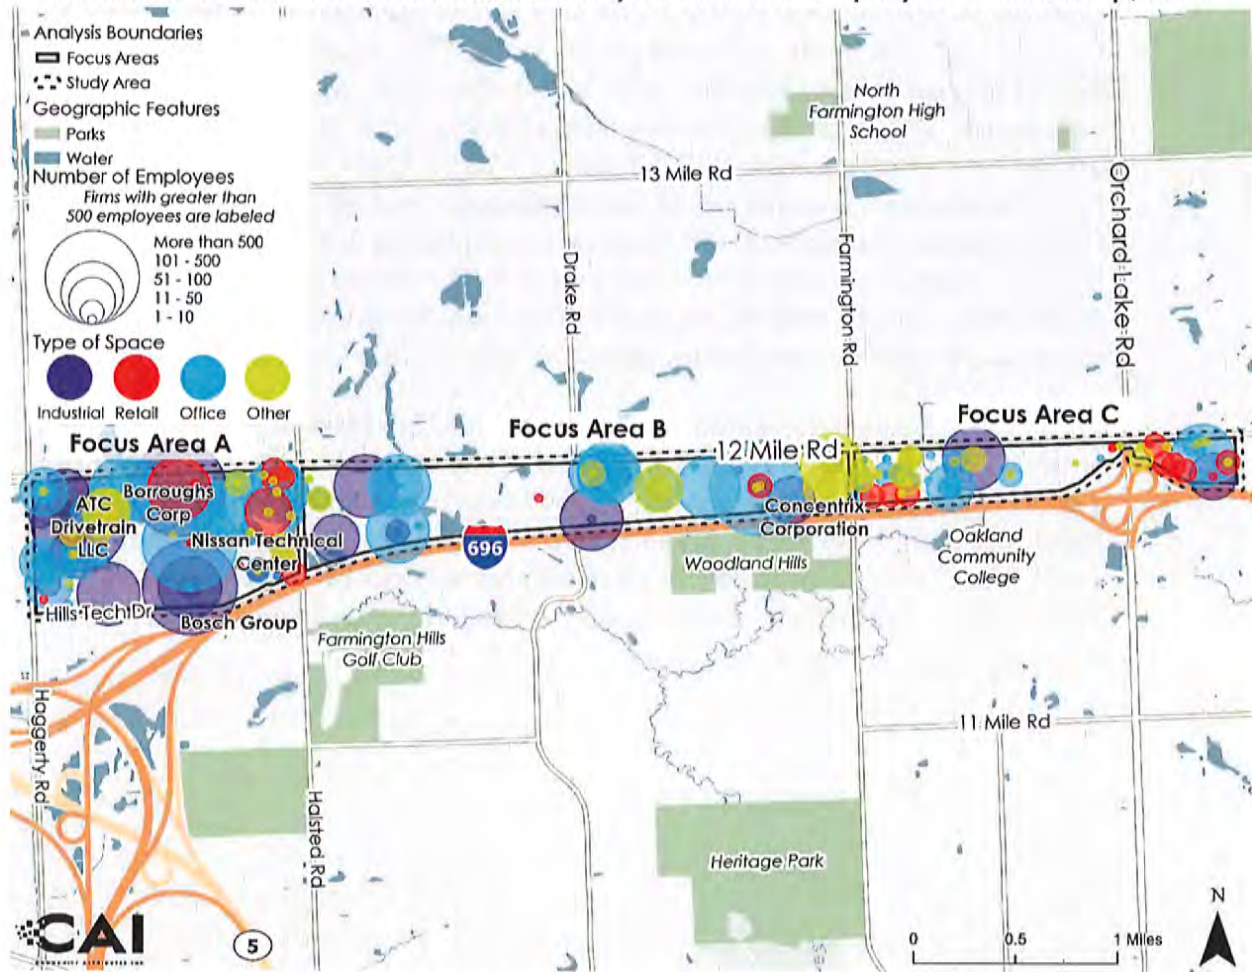 Analysis Boundaries
Focus Areas
Study Area
Geographic Features
Parks
Water
Number of Employees
Firms with greater than
500 employees are labeled
More than 500
101 - 500
51 - 100
11 - 50
1 - 10
Type of Space
Industrial Retail Office Other
North
Farmington High
School
13 Mile Rd
Orchard Lake Rd
Drake Rd
Farmington Rd
Focus Area A
Focus Area B
Focus Area C
12 Mile Rd
ATC
Drivetrain
LLC
Borroughs
Corp
Nissan Technical
Center
Concentrix
Corporation
696
Oakland
Community
College
Woodland Hills
Hills Tech Dr
Bosch Group
Farmington Hills
Golf Club
Haggerty Rd
Halsted Rd
11 Mile Rd
Heritage Park
5
CAI
N
0 0.5 1 Miles